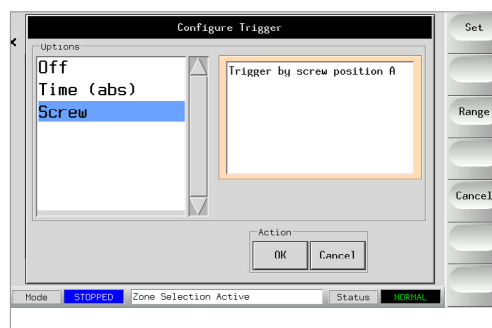 Configure Trigger
Set
Options
Off
Time (abs)
Screw
Trigger by screw position A
Range
Cancel
Action
OK
Cancel
Mode
STOPPED
Zone Selection Active
Status
NORMAL